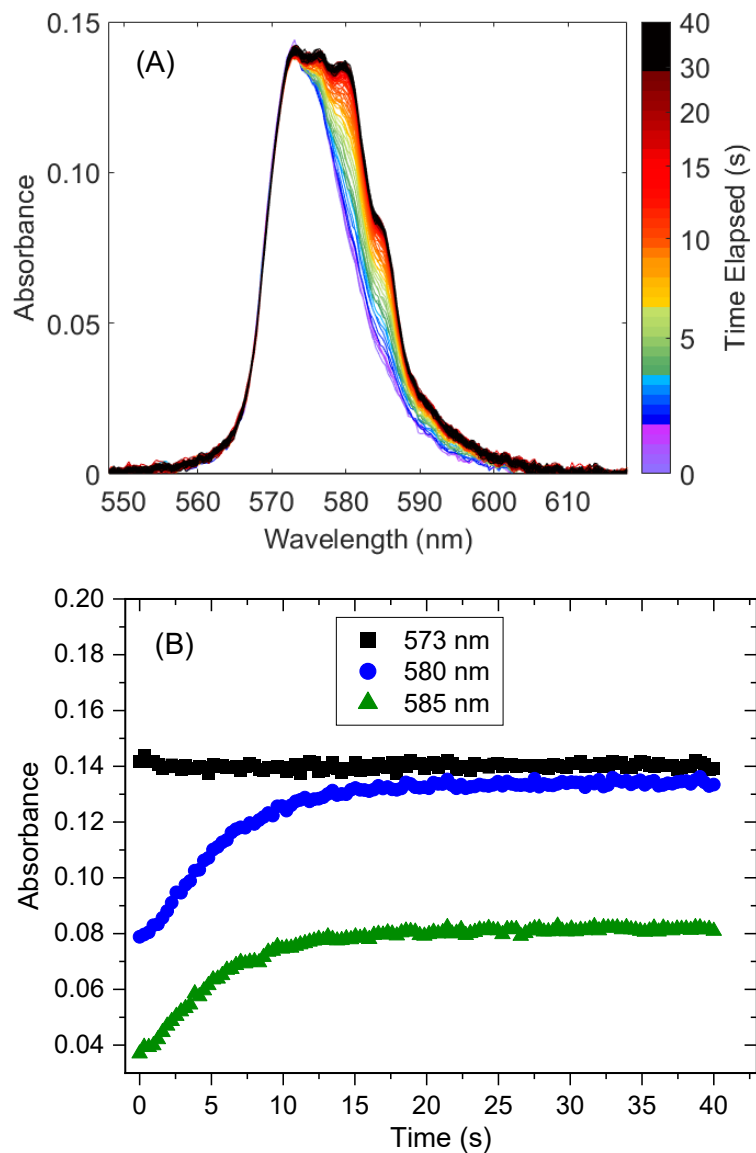 (A)
0.15
0.10
0.05
0
Absorbance
550 560 570 580 590 600 610
Wavelength (nm)
40
30
20
10
5
0
Time Elapsed (s)
(B)
573 nm
580 nm
585 nm
0.20
0.18
0.16
0.14
0.12
0.10
0.08
0.06
0.04
Absorbance
0 5 10 15 20 25 30 35 40
Time (s)